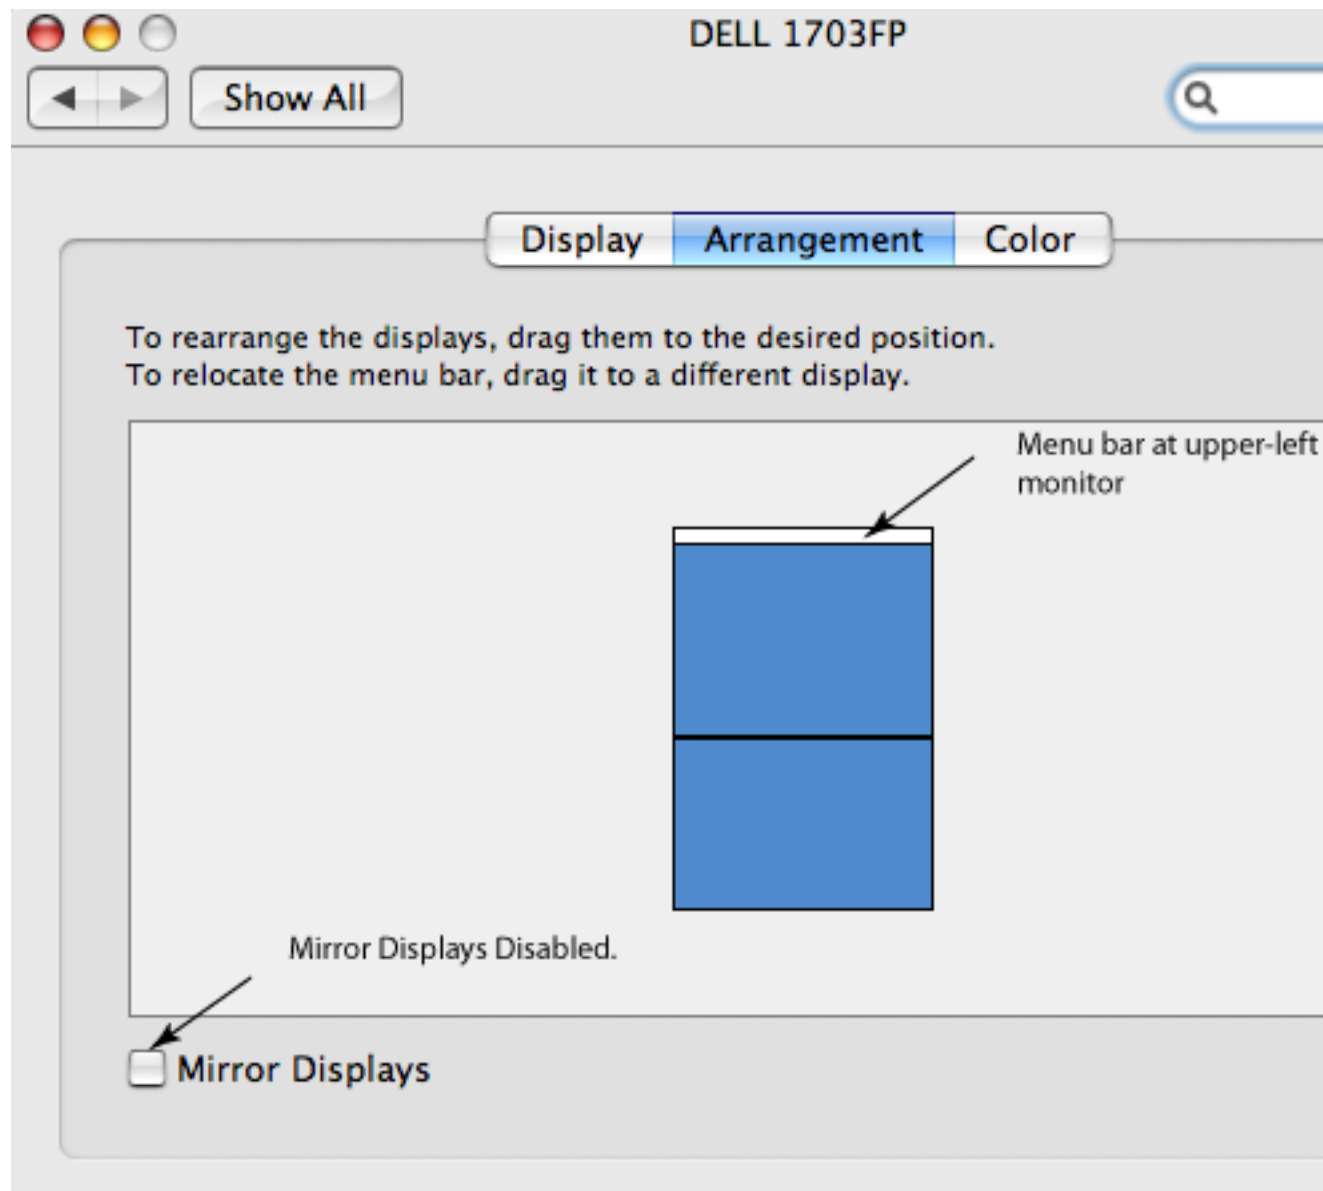 DELL 1703FP
Show All
Display Arrangement Color
To rearrange the displays, drag them to the desired position.
To relocate the menu bar, drag it to a different display.
Menu bar at upper-left
monitor
Mirror Displays Disabled.
Mirror Displays